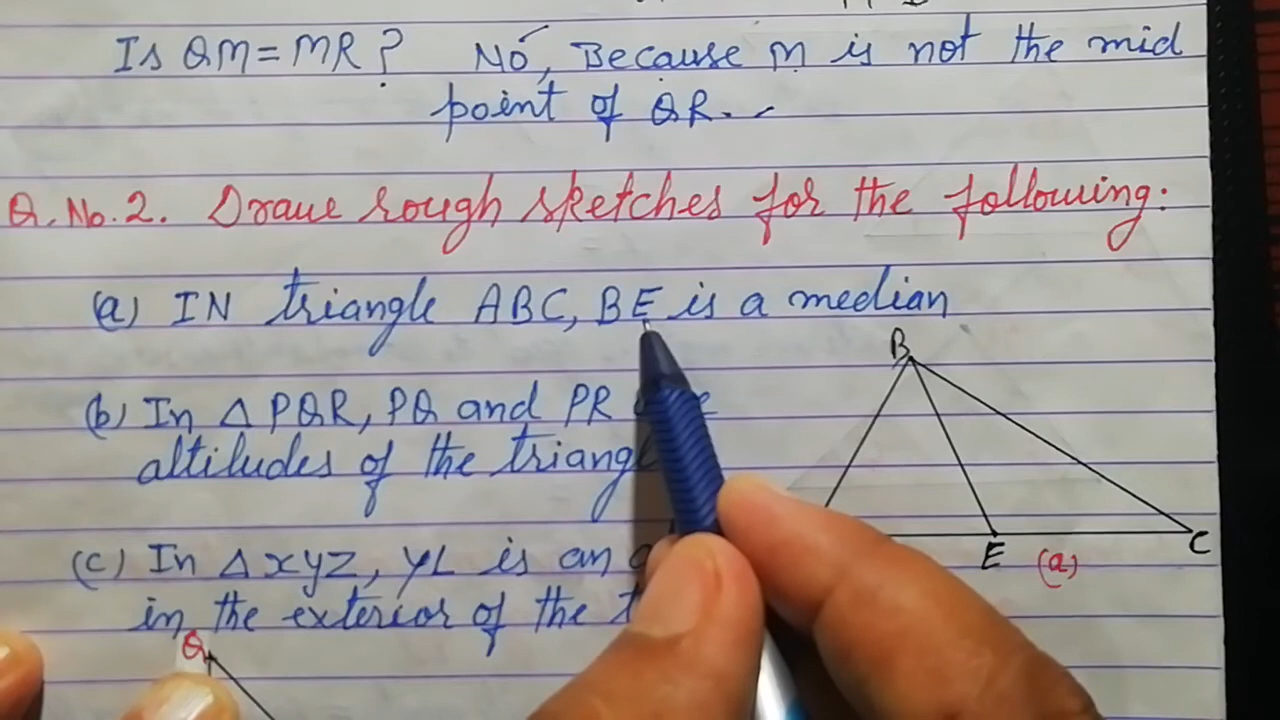 Is QM = MR? No, Because M is not the mid
point of QR.
Q. No. 2. Draw rough sketches for the following:
(a) IN triangle ABC, BE is a median
B
(b) In △PQR, PQ and PR
altitudes of the
(c) In △XYZ, YL is an
E
(a)
C
in the exterior of the
Q